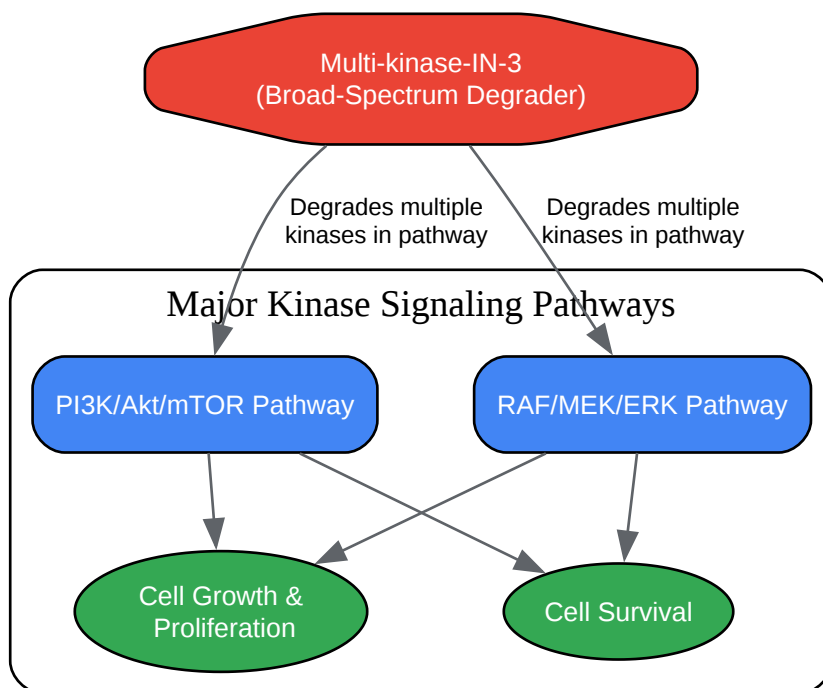 Multi-kinase-IN-3
(Broad-Spectrum Degrader)
Degrades multiple
kinases in pathway
Degrades multiple
kinases in pathway
Major Kinase Signaling Pathways
PI3K/Akt/mTOR Pathway
RAF/MEK/ERK Pathway
Cell Growth &
Proliferation
Cell Survival